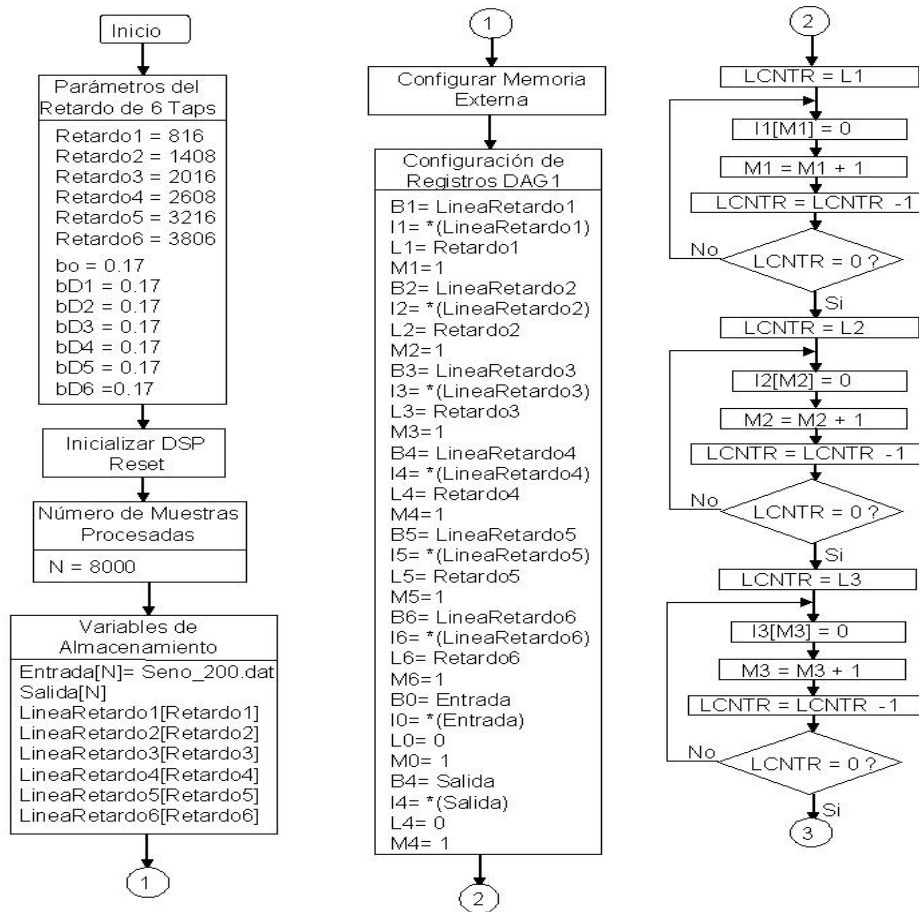 Inicio
Parámetros del
Retardo de 6 Taps
Retardo1 = 816
Retardo2 = 1408
Retardo3 = 2016
Retardo4 = 2608
Retardo5 = 3216
Retardo6 = 3806
bo = 0.17
bD1 = 0.17
bD2 = 0.17
bD3 = 0.17
bD4 = 0.17
bD5 = 0.17
bD6 =0.17
Inicializar DSP
Reset
Número de Muestras
Procesadas
N = 8000
Variables de
Almacenamiento
Entrada[N]= Seno_200.dat
Salida[N]
LineaRetardo1[Retardo1]
LineaRetardo2[Retardo2]
LineaRetardo3[Retardo3]
LineaRetardo4[Retardo4]
LineaRetardo5[Retardo5]
LineaRetardo6[Retardo6]
1
1
Configurar Memoria
Externa
Configuración de
Registros DAG1
B1= LineaRetardo1
I1= *(LineaRetardo1)
L1= Retardo1
M1=1
B2= LineaRetardo2
I2= *(LineaRetardo2)
L2= Retardo2
M2=1
B3= LineaRetardo3
I3= *(LineaRetardo3)
L3= Retardo3
M3=1
B4= LineaRetardo4
I4= *(LineaRetardo4)
L4= Retardo4
M4=1
B5= LineaRetardo5
I5= *(LineaRetardo5)
L5= Retardo5
M5=1
B6= LineaRetardo6
I6= *(LineaRetardo6)
L6= Retardo6
M6=1
B0= Entrada
I0= *(Entrada)
L0= 0
M0= 1
B4= Salida
I4= *(Salida)
L4= 0
M4= 1
2
2
LCNTR = L1
I1[M1] = 0
M1 = M1 + 1
LCNTR = LCNTR -1
No
LCNTR = 0 ?
Si
LCNTR = L2
I2[M2] = 0
M2 = M2 + 1
LCNTR = LCNTR -1
No
LCNTR = 0 ?
Si
LCNTR = L3
I3[M3] = 0
M3 = M3 + 1
LCNTR = LCNTR -1
No
LCNTR = 0 ?
Si
3